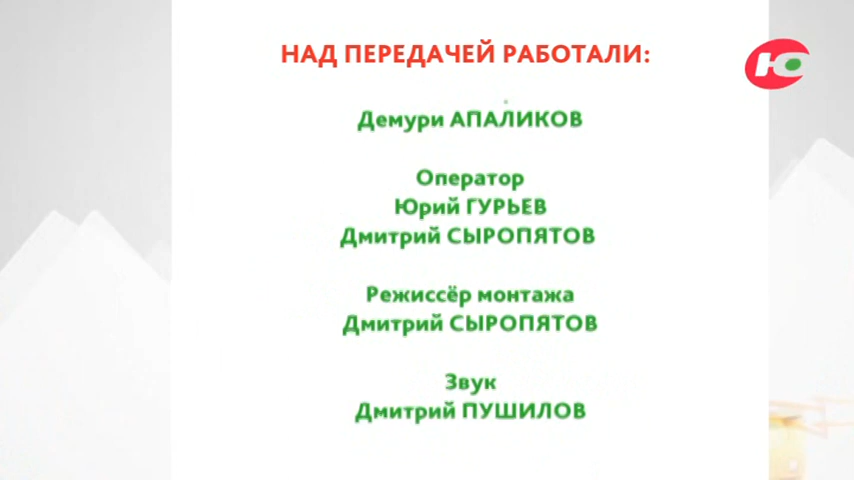 НАД ПЕРЕДАЧЕЙ РАБОТАЛИ:
Ю
Демури АПАЛИКОВ
Оператор
Юрий ГУРЬЕВ
Дмитрий СЫРОПЯТОВ
Режиссёр монтажа
Дмитрий СЫРОПЯТОВ
Звук
Дмитрий ПУШИЛОВ